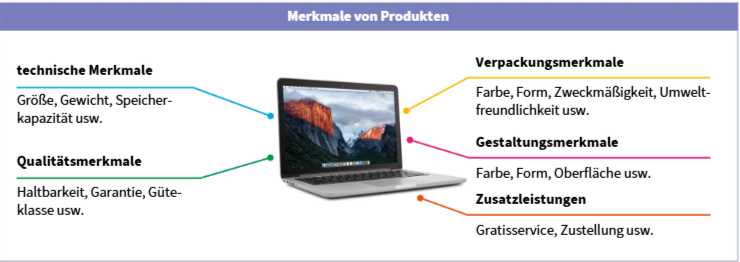 Merkmale von Produkten
technische Merkmale
Größe, Gewicht, Speicher-
kapazität usw.
Qualitätsmerkmale
Haltbarkeit, Garantie, Güte-
klasse usw.
Verpackungsmerkmale
Farbe, Form, Zweckmäßigkeit, Umwelt-
freundlichkeit usw.
Gestaltungsmerkmale
Farbe, Form, Oberfläche usw.
Zusatzleistungen
Gratisservice, Zustellung usw.